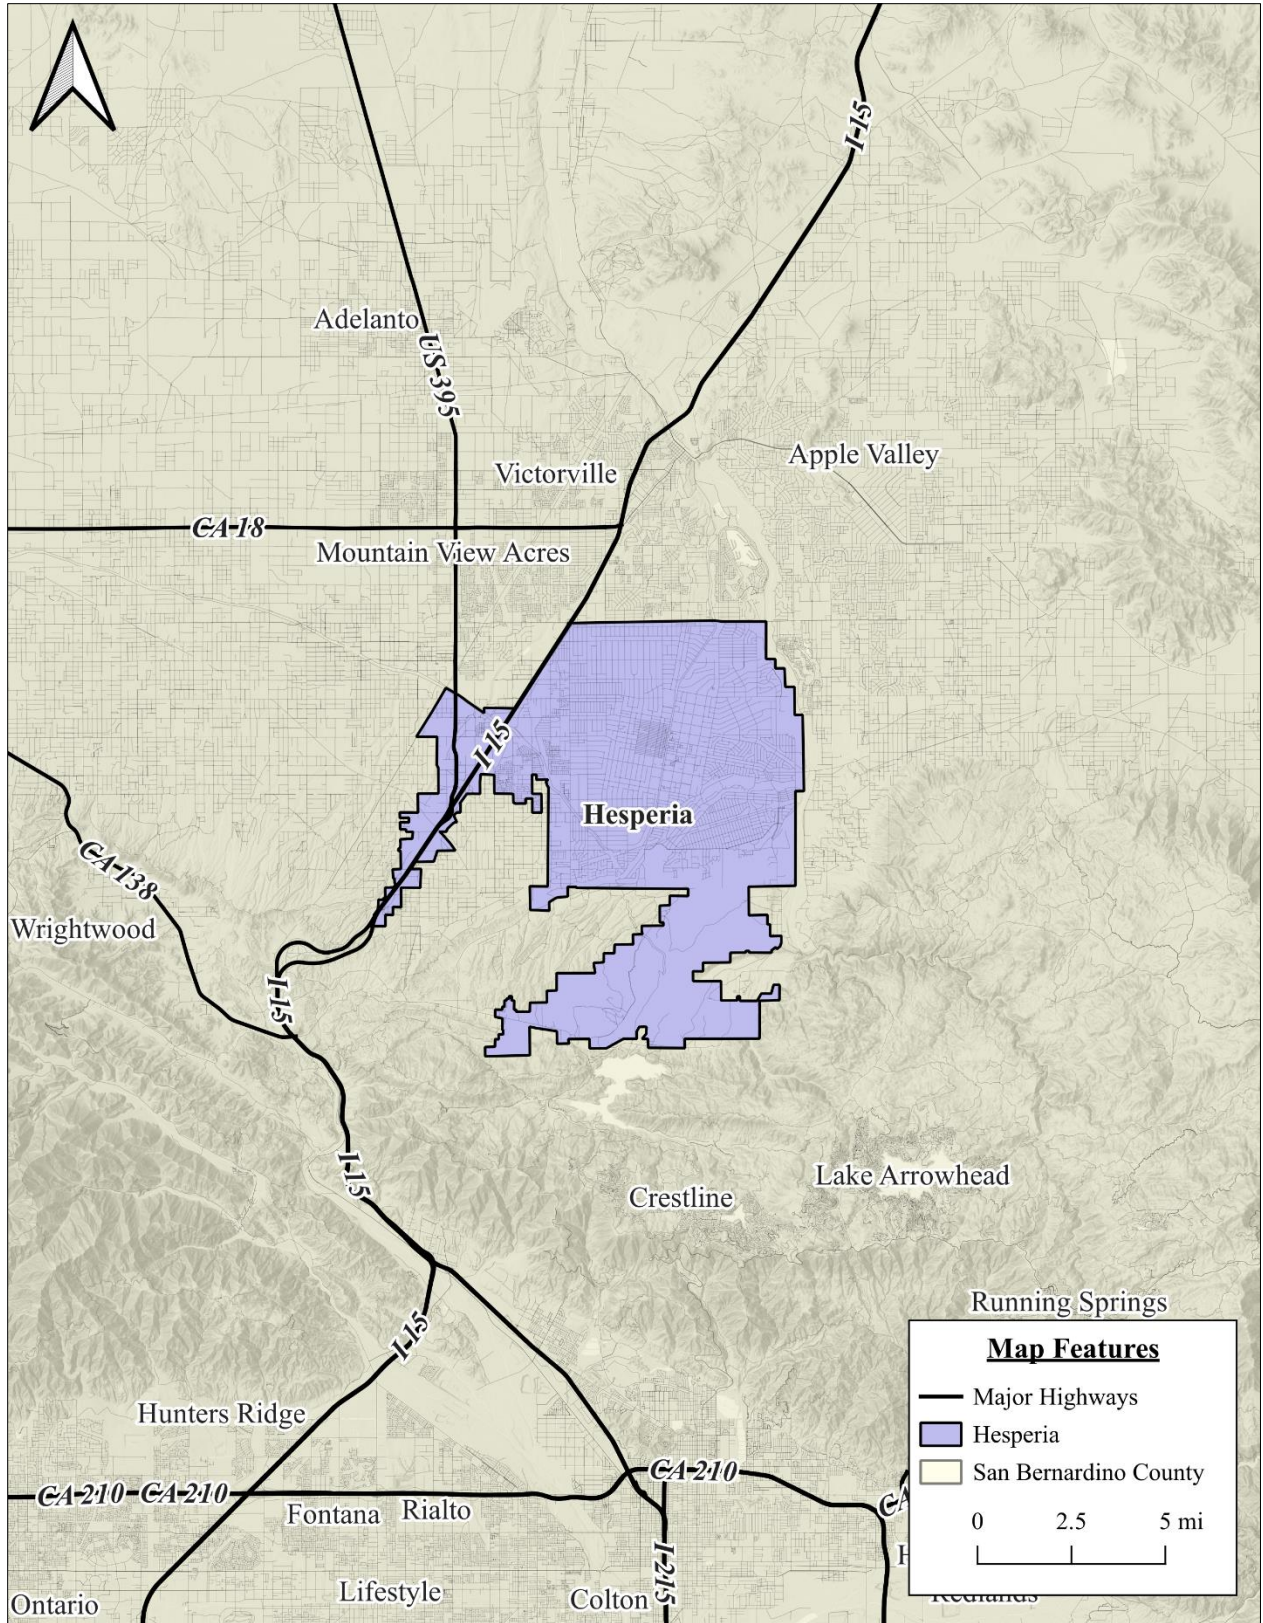 I-15
Adelanto
US-395
Apple Valley
Victorville
CA 18
Mountain View Acres
I-15
Hesperia
CA-138
Wrightwood
I-15
I-15
Lake Arrowhead
Crestline
Running Springs
I-15
Map Features
Major Highways
Hesperia
San Bernardino County
0 2.5 5 mi
Hunters Ridge
CA 210
CA 210 CA 210
CA
Fontana Rialto
I-215
H
Lifestyle
Colton
Redlands
Ontario